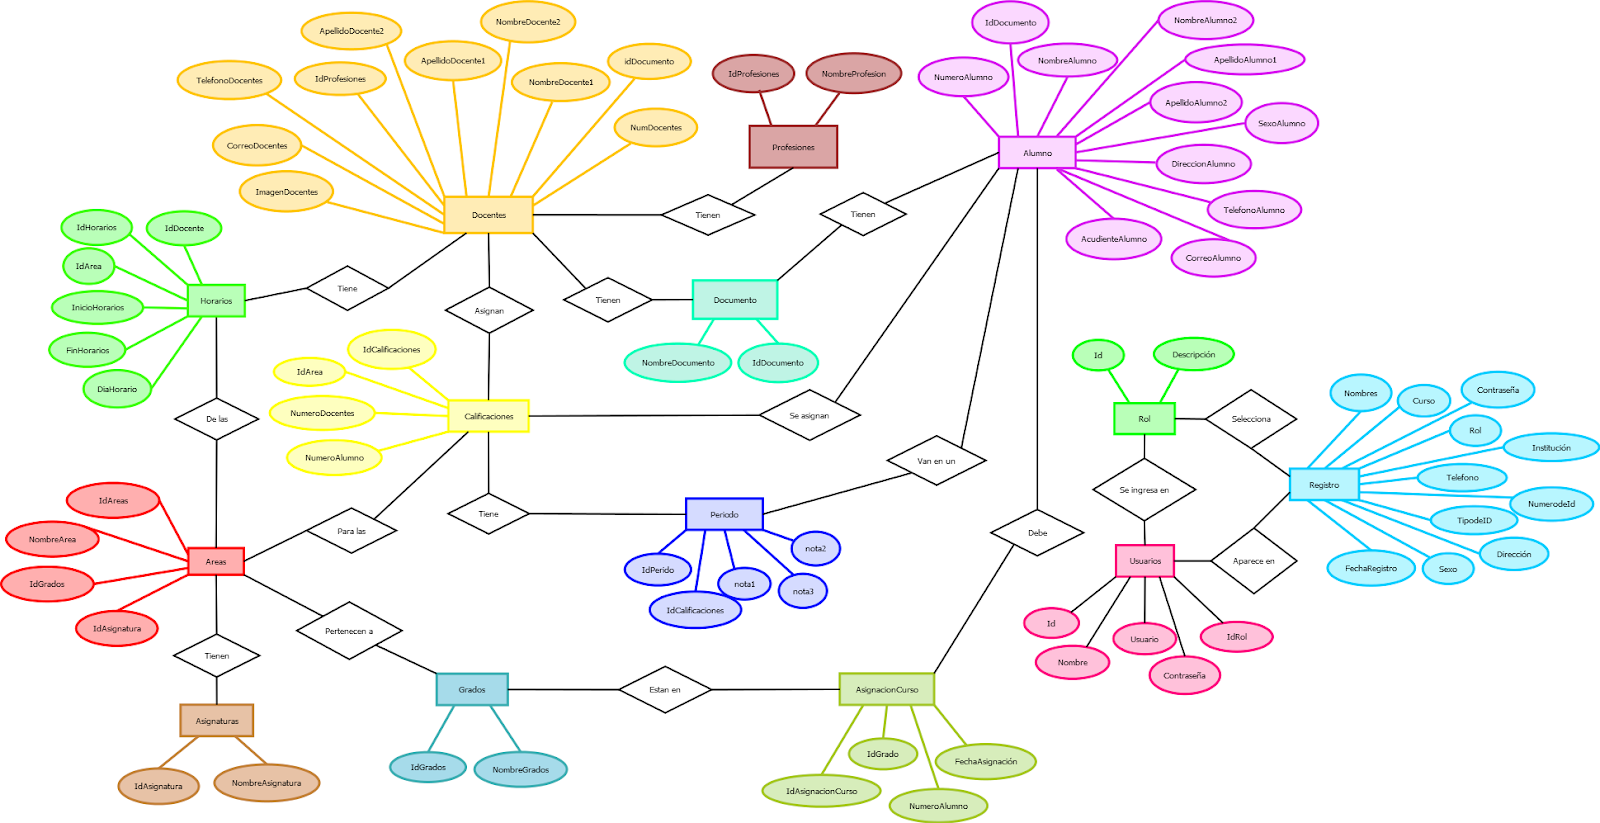 NombreDocente2
ApellidoDocente2
ApellidoDocente1
idDocumento
TelefonoDocentes
IdProfesiones
NombreDocente1
NumDocentes
CorreoDocentes
ImagenDocentes
Docentes
IdProfesiones
NombreProfesion
Profesiones
Tienen
IdDocumento
NombreAlumno2
NombreAlumno
ApellidoAlumno1
NumeroAlumno
ApellidoAlumno2
SexoAlumno
Alumno
DireccionAlumno
TelefonoAlumno
AcudienteAlumno
CorreoAlumno
Tienen
IdHorarios
IdDocente
IdArea
InicioHorarios
FinHorarios
DiaHorario
Horarios
Tiene
Asignan
Tienen
Documento
NombreDocumento
IdDocumento
IdCalificaciones
IdArea
NumeroDocentes
NumeroAlumno
Calificaciones
Se asignan
De las
Van en un
Id
Descripción
Rol
Selecciona
Nombres
Curso
Contraseña
Rol
Institución
Telefono
NumerodeId
TipodeID
Dirección
Sexo
FechaRegistro
Registro
Se ingresa en
Usuarios
Aparece en
Id
Nombre
Usuario
Contraseña
IdRol
IdAreas
NombreArea
IdGrados
IdAsignatura
Areas
Para las
Tiene
Periodo
IdPerido
IdCalificaciones
nota1
nota3
nota2
Debe
Pertenecen a
Tienen
Asignaturas
IdAsignatura
NombreAsignatura
Grados
IdGrados
NombreGrados
Estan en
AsignacionCurso
IdGrado
FechaAsignación
IdAsignacionCurso
NumeroAlumno